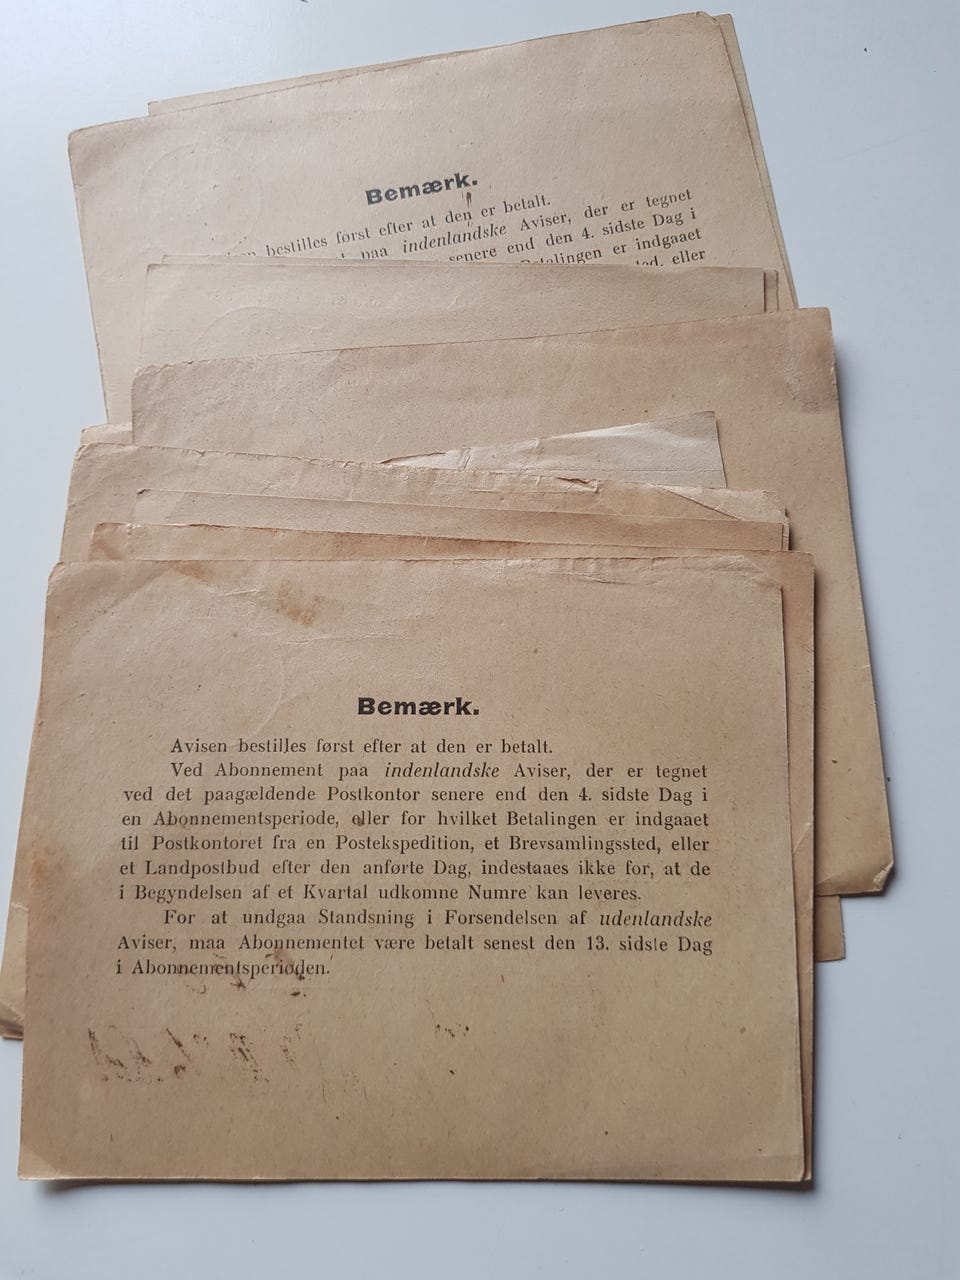 Bemærk.
bestilles først efter at den er betalt.
paa indenlandske Aviser, der er tegnet
senere end den 4. sidste Dag i
Betalingen er indgaaet
eller
Bemærk.
Avisen bestilles først efter at den er betalt.
Ved Abonnement paa indenlandske Aviser, der er tegnet
ved det paagældende Postkontor senere end den 4. sidste Dag i
en Abonnementsperiode, eller for hvilket Betalingen er indgaaet
til Postkontoret fra en Postekspedition, et Brevsamlingssted, eller
et Landpostbud efter den anførte Dag, indestaaes ikke for, at de
i Begyndelsen af et Kvartal udkomne Numre kan leveres.
For at undgaa Standsning i Forsendelsen af udenlandske
Aviser, maa Abonnementet være betalt senest den 13. sidste Dag
i Abonnementsperioden.